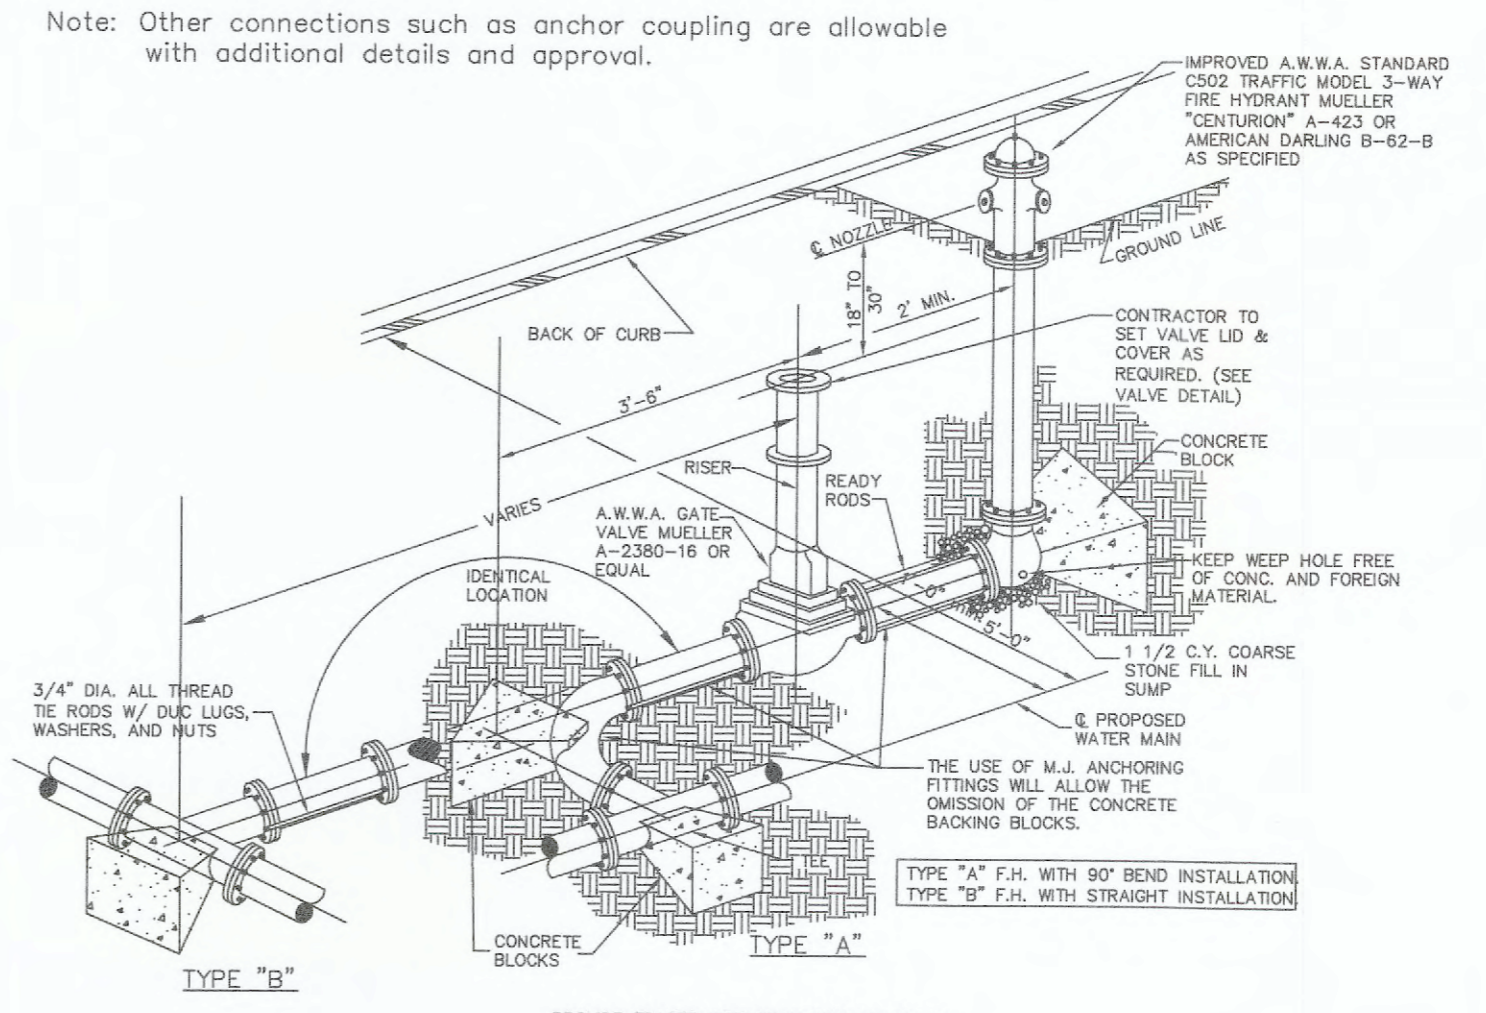 Note: Other connections such as anchor coupling are allowable
with additional details and approval.
IMPROVED A.W.W.A. STANDARD
C502 TRAFFIC MODEL 3-WAY
FIRE HYDRANT MUELLER
"CENTURION" A-423 OR
AMERICAN DARLING B-62-B
AS SPECIFIED
℄ NOZZLE
GROUND LINE
18" TO
30"
2' MIN.
BACK OF CURB
CONTRACTOR TO
SET VALVE LID &
COVER AS
REQUIRED. (SEE
VALVE DETAIL)
3'-6"
CONCRETE
BLOCK
RISER
READY
RODS
VARIES
A.W.W.A. GATE
VALVE MUELLER
A-2380-16 OR
EQUAL
IDENTICAL
LOCATION
KEEP WEEP HOLE FREE
OF CONC. AND FOREIGN
MATERIAL.
5'-0"
1 1/2 C.Y. COARSE
STONE FILL IN
SUMP
3/4" DIA. ALL THREAD
TIE RODS W/ DUC LUGS,
WASHERS, AND NUTS
℄ PROPOSED
WATER MAIN
THE USE OF M.J. ANCHORING
FITTINGS WILL ALLOW THE
OMISSION OF THE CONCRETE
BACKING BLOCKS.
TEE
TYPE "A" F.H. WITH 90° BEND INSTALLATION
TYPE "B" F.H. WITH STRAIGHT INSTALLATION
CONCRETE
BLOCKS
TYPE "A"
TYPE "B"